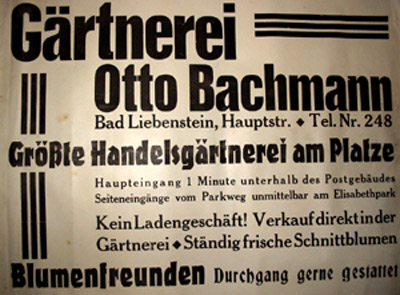 Gärtnerei
Otto Bachmann
Bad Liebenstein, Hauptstr. ◆ Tel. Nr. 248
Größte Handelsgärtnerei am Platze
Haupteingang 1 Minute unterhalb des Postgebäudes
Seiteneingänge vom Parkweg unmittelbar am Elisabethpark
Kein Ladengeschäft! Verkauf direkt in der
Gärtnerei ◆ Ständig frische Schnittblumen
Blumenfreunden Durchgang gerne gestattet